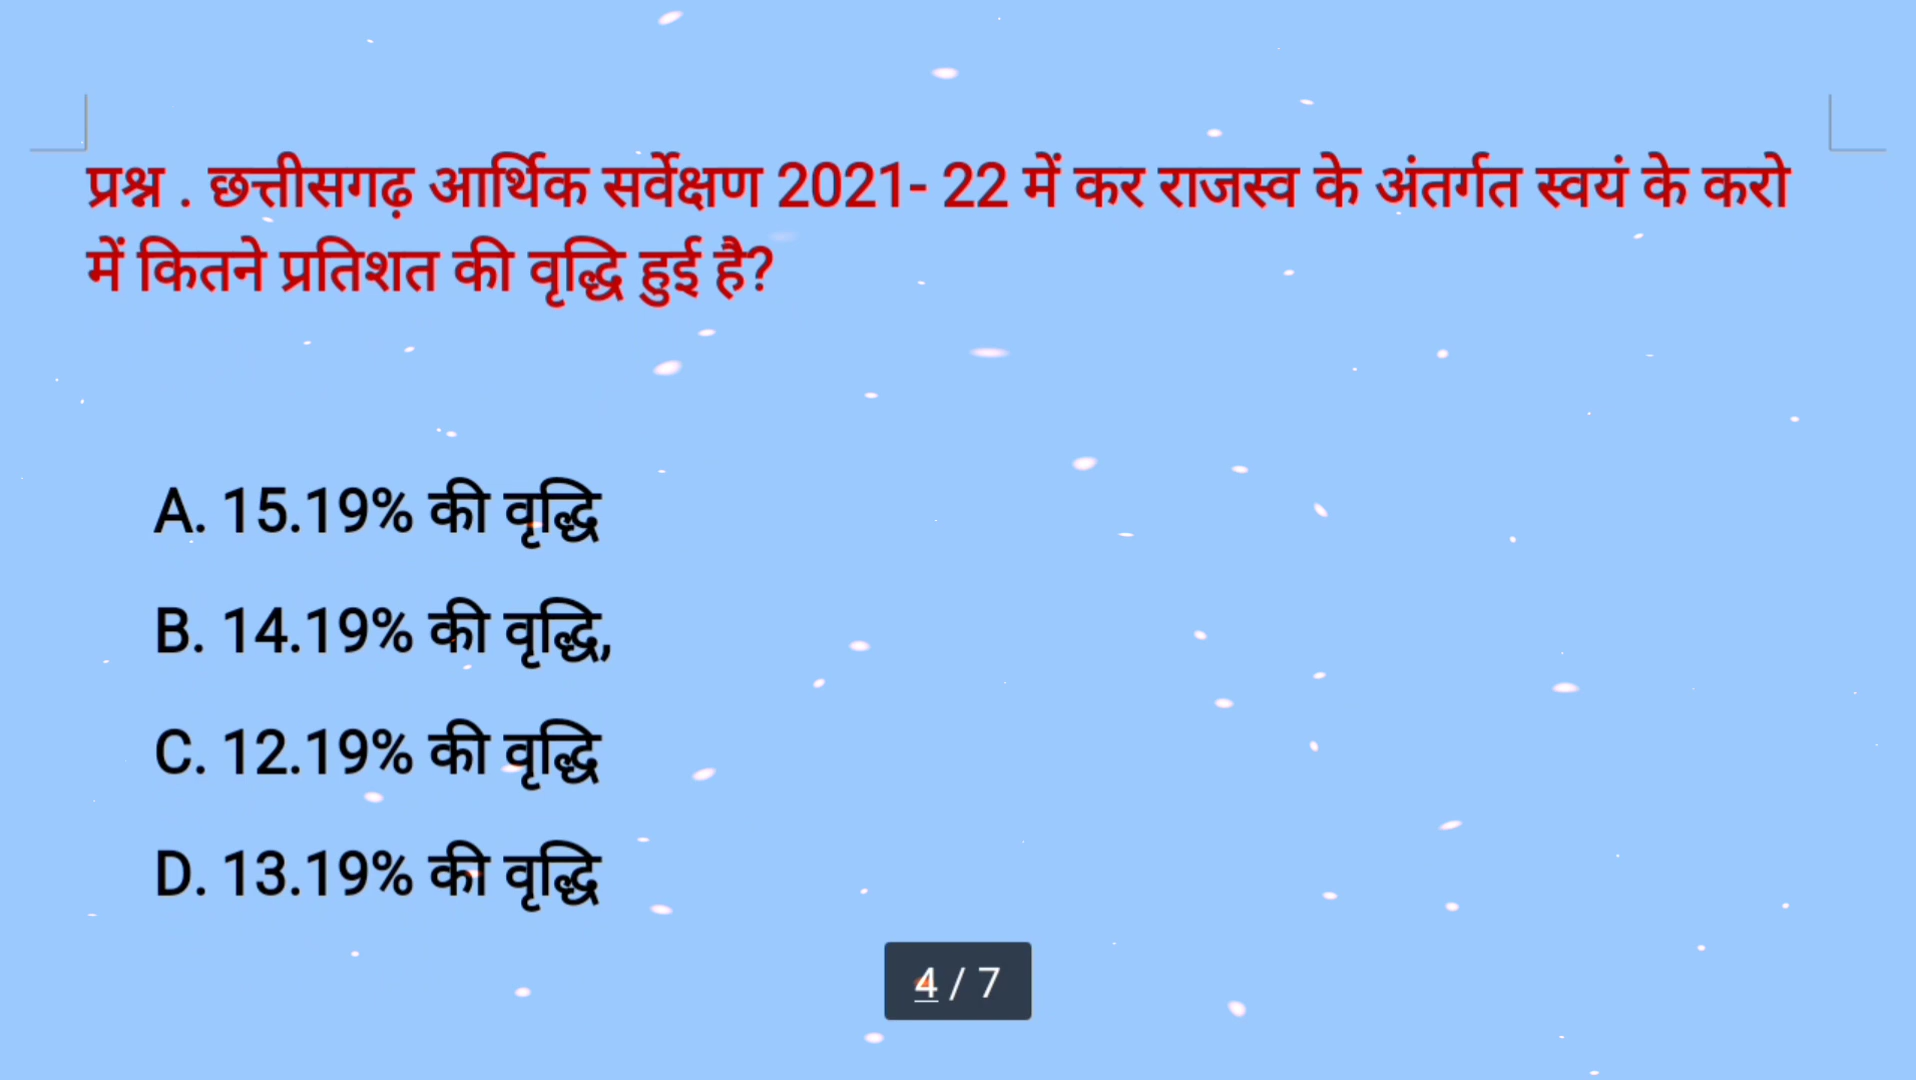 प्रश्न . छत्तीसगढ़ आर्थिक सर्वेक्षण 2021- 22 में कर राजस्व के अंतर्गत स्वयं के करो
में कितने प्रतिशत की वृद्धि हुई है?
A. 15.19% की वृद्धि
B. 14.19% की वृद्धि,
C. 12.19% की वृद्धि
D. 13.19% की वृद्धि
4 / 7